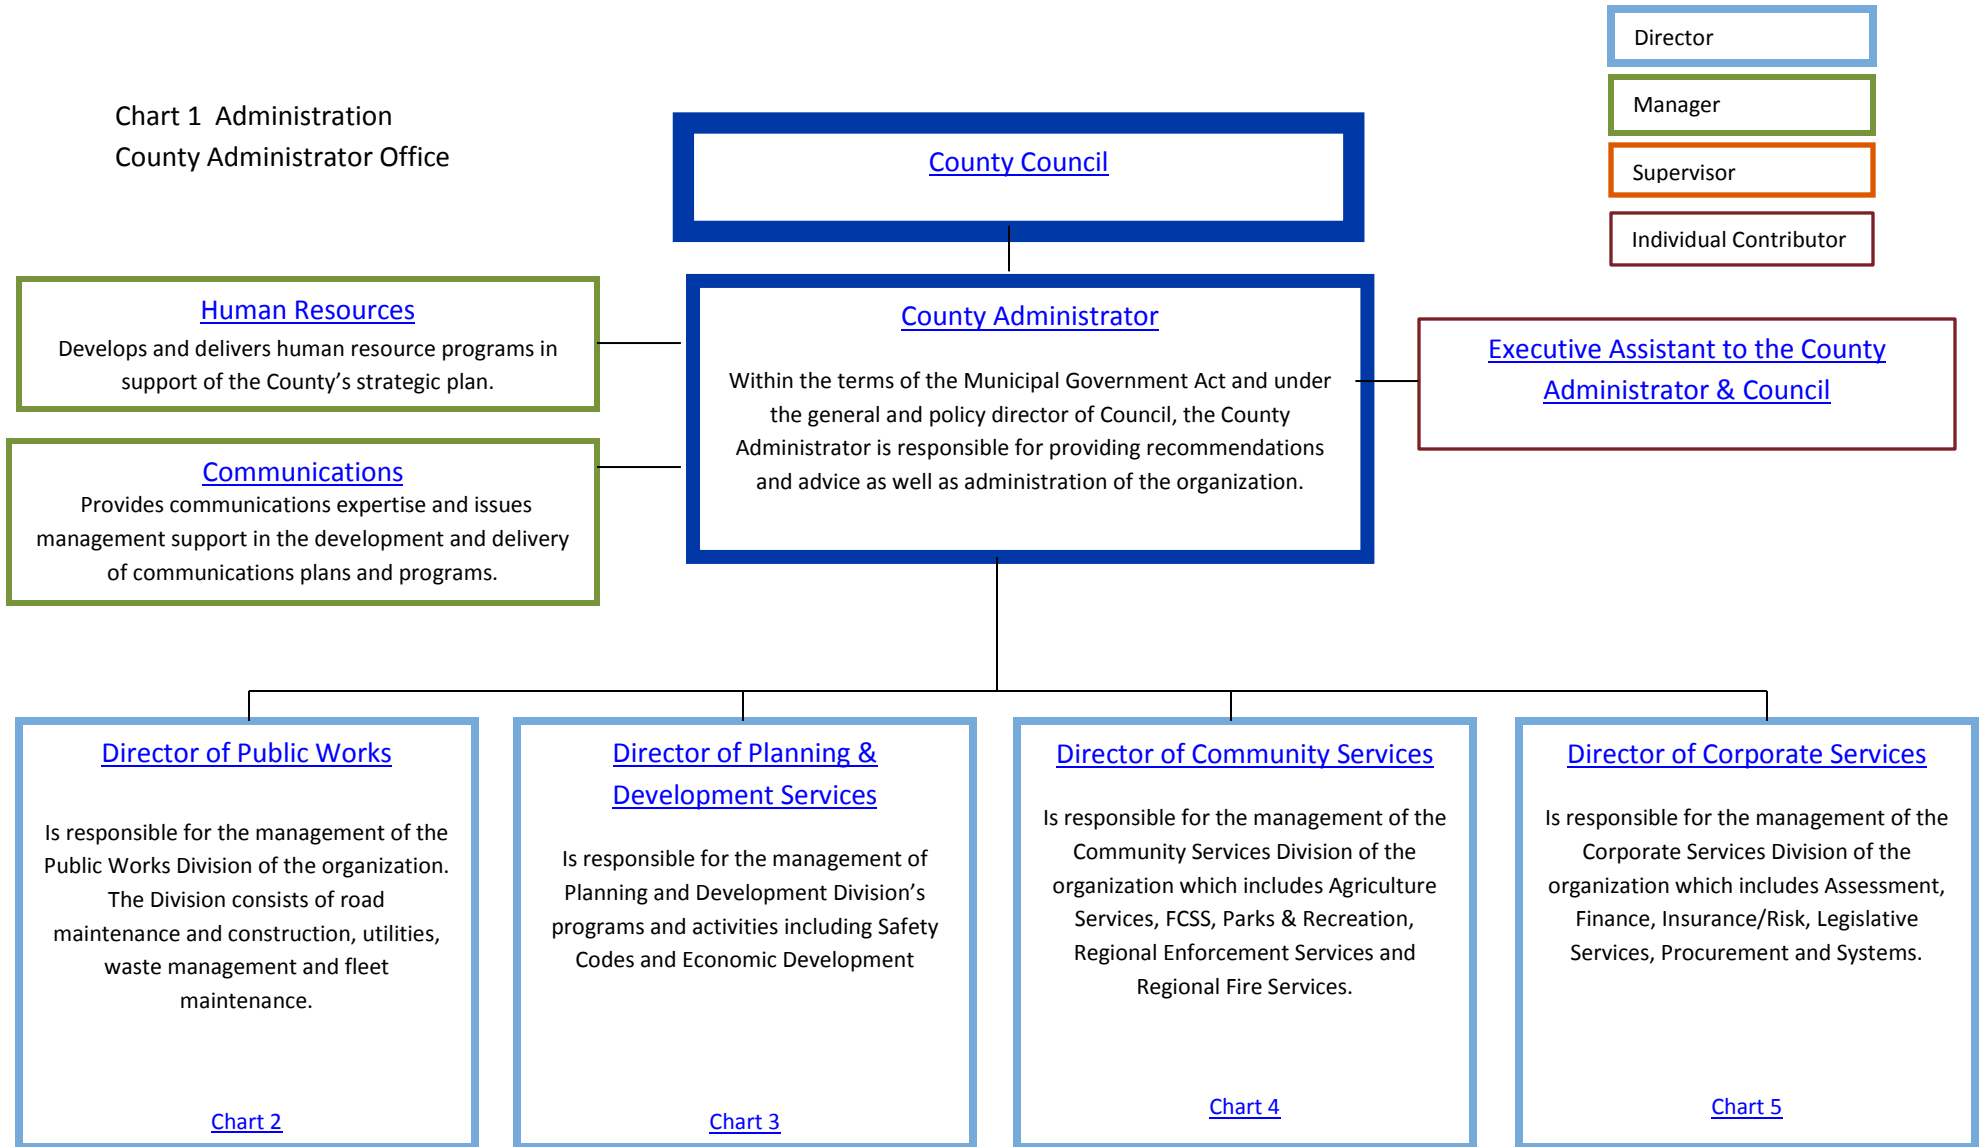 Chart 1 Administration
County Administrator Office
Director
Manager
Supervisor
Individual Contributor
County Council
Human Resources
Develops and delivers human resource programs in
support of the County’s strategic plan.
Communications
Provides communications expertise and issues
management support in the development and delivery
of communications plans and programs.
County Administrator
Within the terms of the Municipal Government Act and under
the general and policy director of Council, the County
Administrator is responsible for providing recommendations
and advice as well as administration of the organization.
Executive Assistant to the County
Administrator & Council
Director of Public Works
Is responsible for the management of the
Public Works Division of the organization.
The Division consists of road
maintenance and construction, utilities,
waste management and fleet
maintenance.
Chart 2
Director of Planning &
Development Services
Is responsible for the management of
Planning and Development Division’s
programs and activities including Safety
Codes and Economic Development
Chart 3
Director of Community Services
Is responsible for the management of the
Community Services Division of the
organization which includes Agriculture
Services, FCSS, Parks & Recreation,
Regional Enforcement Services and
Regional Fire Services.
Chart 4
Director of Corporate Services
Is responsible for the management of the
Corporate Services Division of the
organization which includes Assessment,
Finance, Insurance/Risk, Legislative
Services, Procurement and Systems.
Chart 5